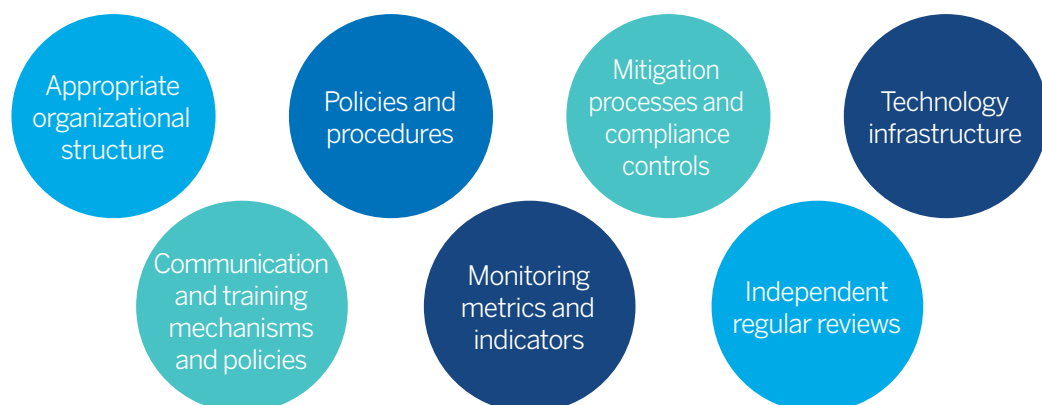 Appropriate
organizational
structure
Policies and
procedures
Mitigation
processes and
compliance
controls
Technology
infrastructure
Communication
and training
mechanisms
and policies
Monitoring
metrics and
indicators
Independent
regular reviews